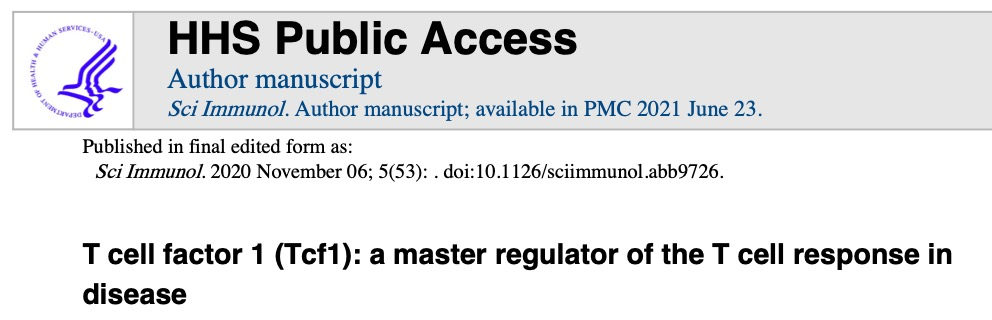 DEPARTMENT OF HEALTH & HUMAN SERVICES·USA
HHS Public Access
Author manuscript
Sci Immunol. Author manuscript; available in PMC 2021 June 23.
Published in final edited form as:
Sci Immunol. 2020 November 06; 5(53): . doi:10.1126/sciimmunol.abb9726.
T cell factor 1 (Tcf1): a master regulator of the T cell response in
disease